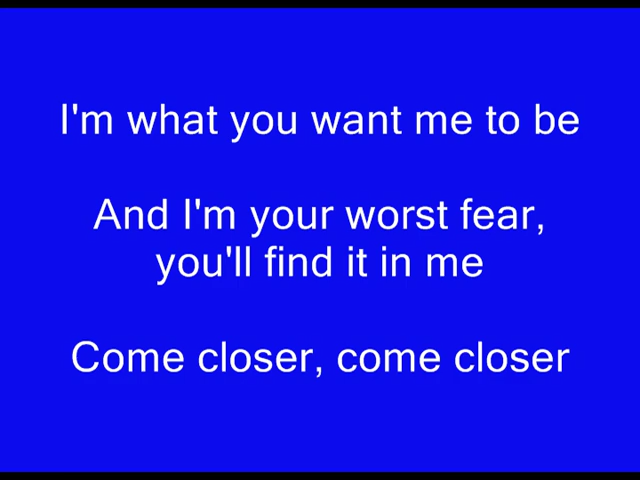 I'm what you want me to be
And I'm your worst fear,
you'll find it in me
Come closer, come closer